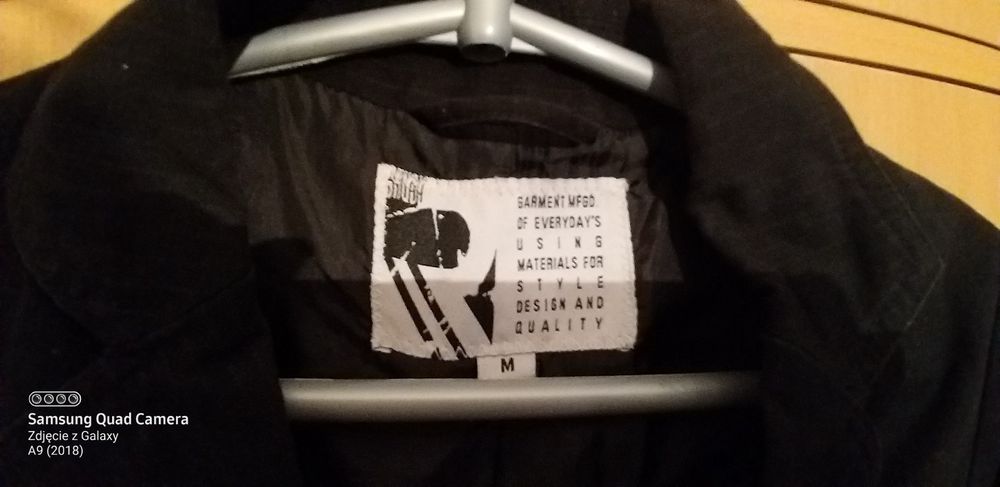 GARMENT MFGD.
OF EVERYDAY'S
USING
MATERIALS FOR
STYLE
DESIGN AND
QUALITY
M
Samsung Quad Camera
Zdjęcie z Galaxy
A9 (2018)